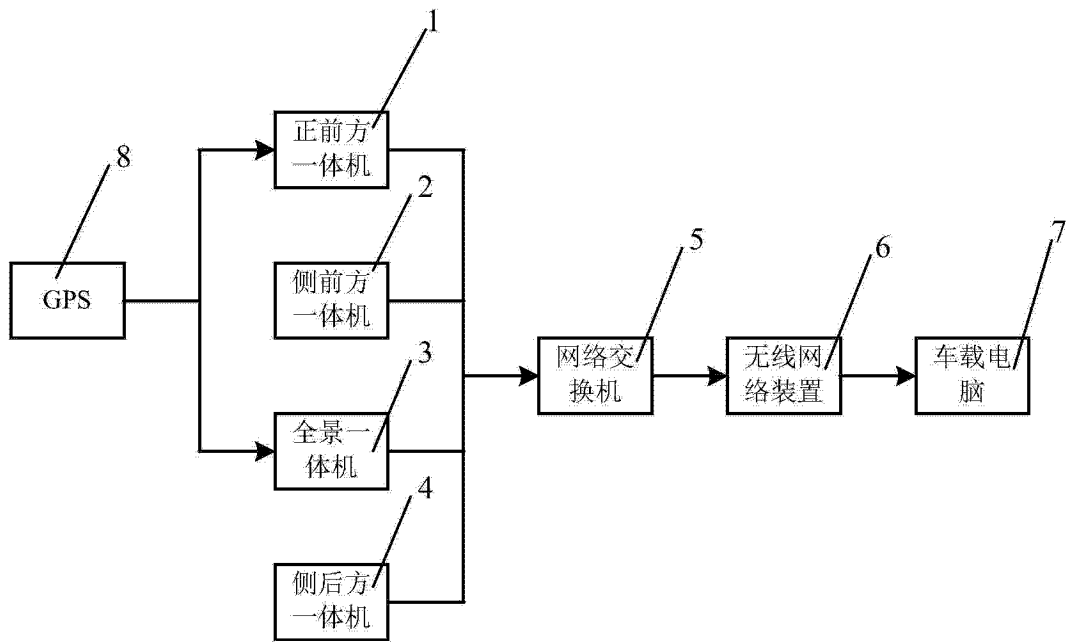 1
正前方
一体机
8
GPS
2
侧前方
一体机
3
全景一
体机
4
侧后方
一体机
5
网络交
换机
6
无线网
络装置
7
车载电
脑